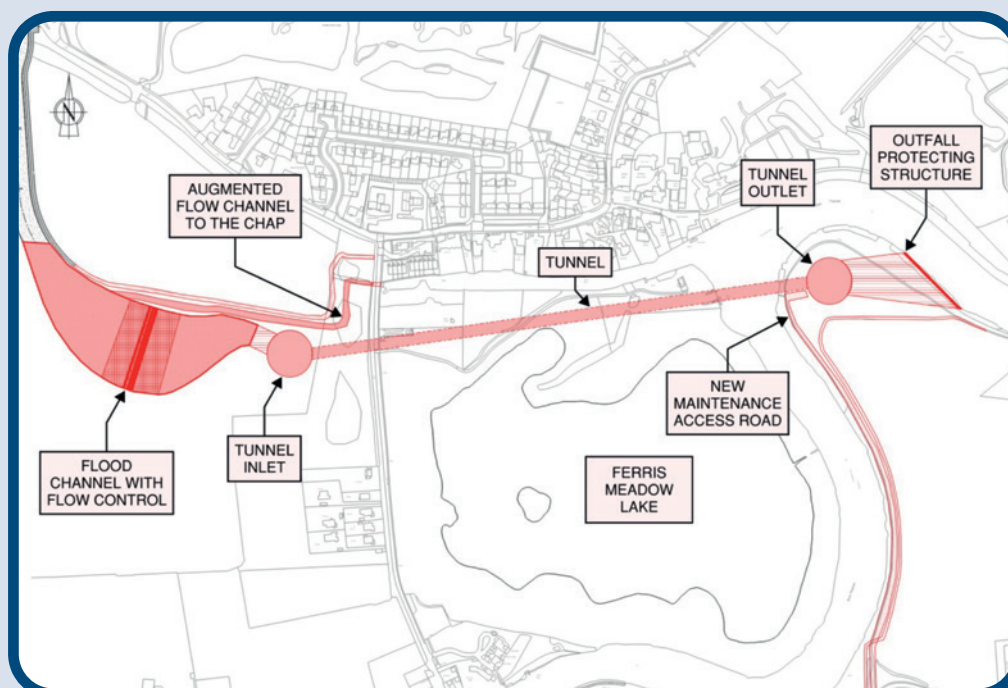 N
AUGMENTED
FLOW CHANNEL
TO THE CHAP
TUNNEL
TUNNEL
OUTLET
OUTFALL
PROTECTING
STRUCTURE
FLOOD
CHANNEL WITH
FLOW CONTROL
TUNNEL
INLET
FERRIS
MEADOW
LAKE
NEW
MAINTENANCE
ACCESS ROAD